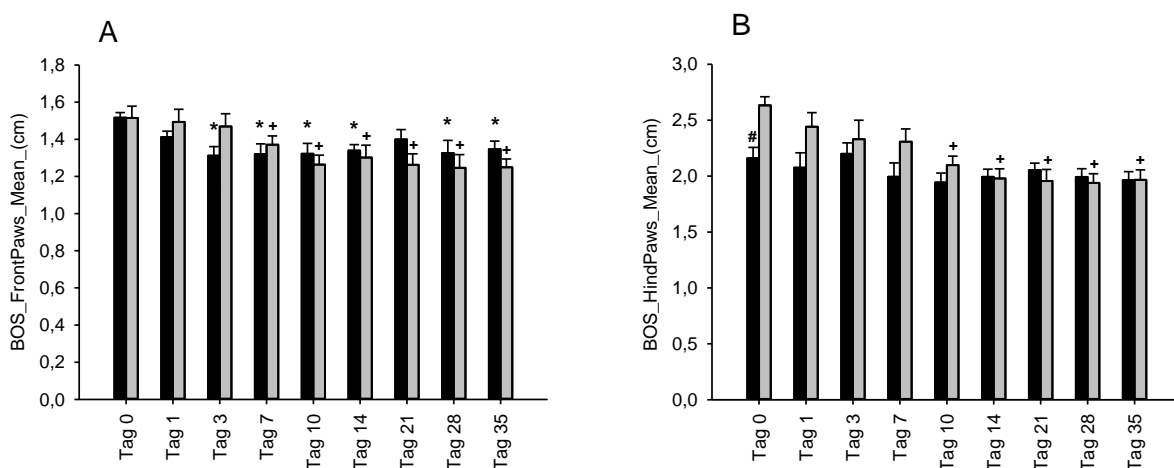 A
BOS_FrontPaws_Mean_(cm)
1,8
1,6
1,4
1,2
1,0
0,8
0,6
0,4
0,2
0,0
* * + * + * + + * + * +
Tag 0 Tag 1 Tag 3 Tag 7 Tag 10 Tag 14 Tag 21 Tag 28 Tag 35
B
BOS_HindPaws_Mean_(cm)
3,0
2,5
2,0
1,5
1,0
0,5
0,0
# + + + + +
Tag 0 Tag 1 Tag 3 Tag 7 Tag 10 Tag 14 Tag 21 Tag 28 Tag 35